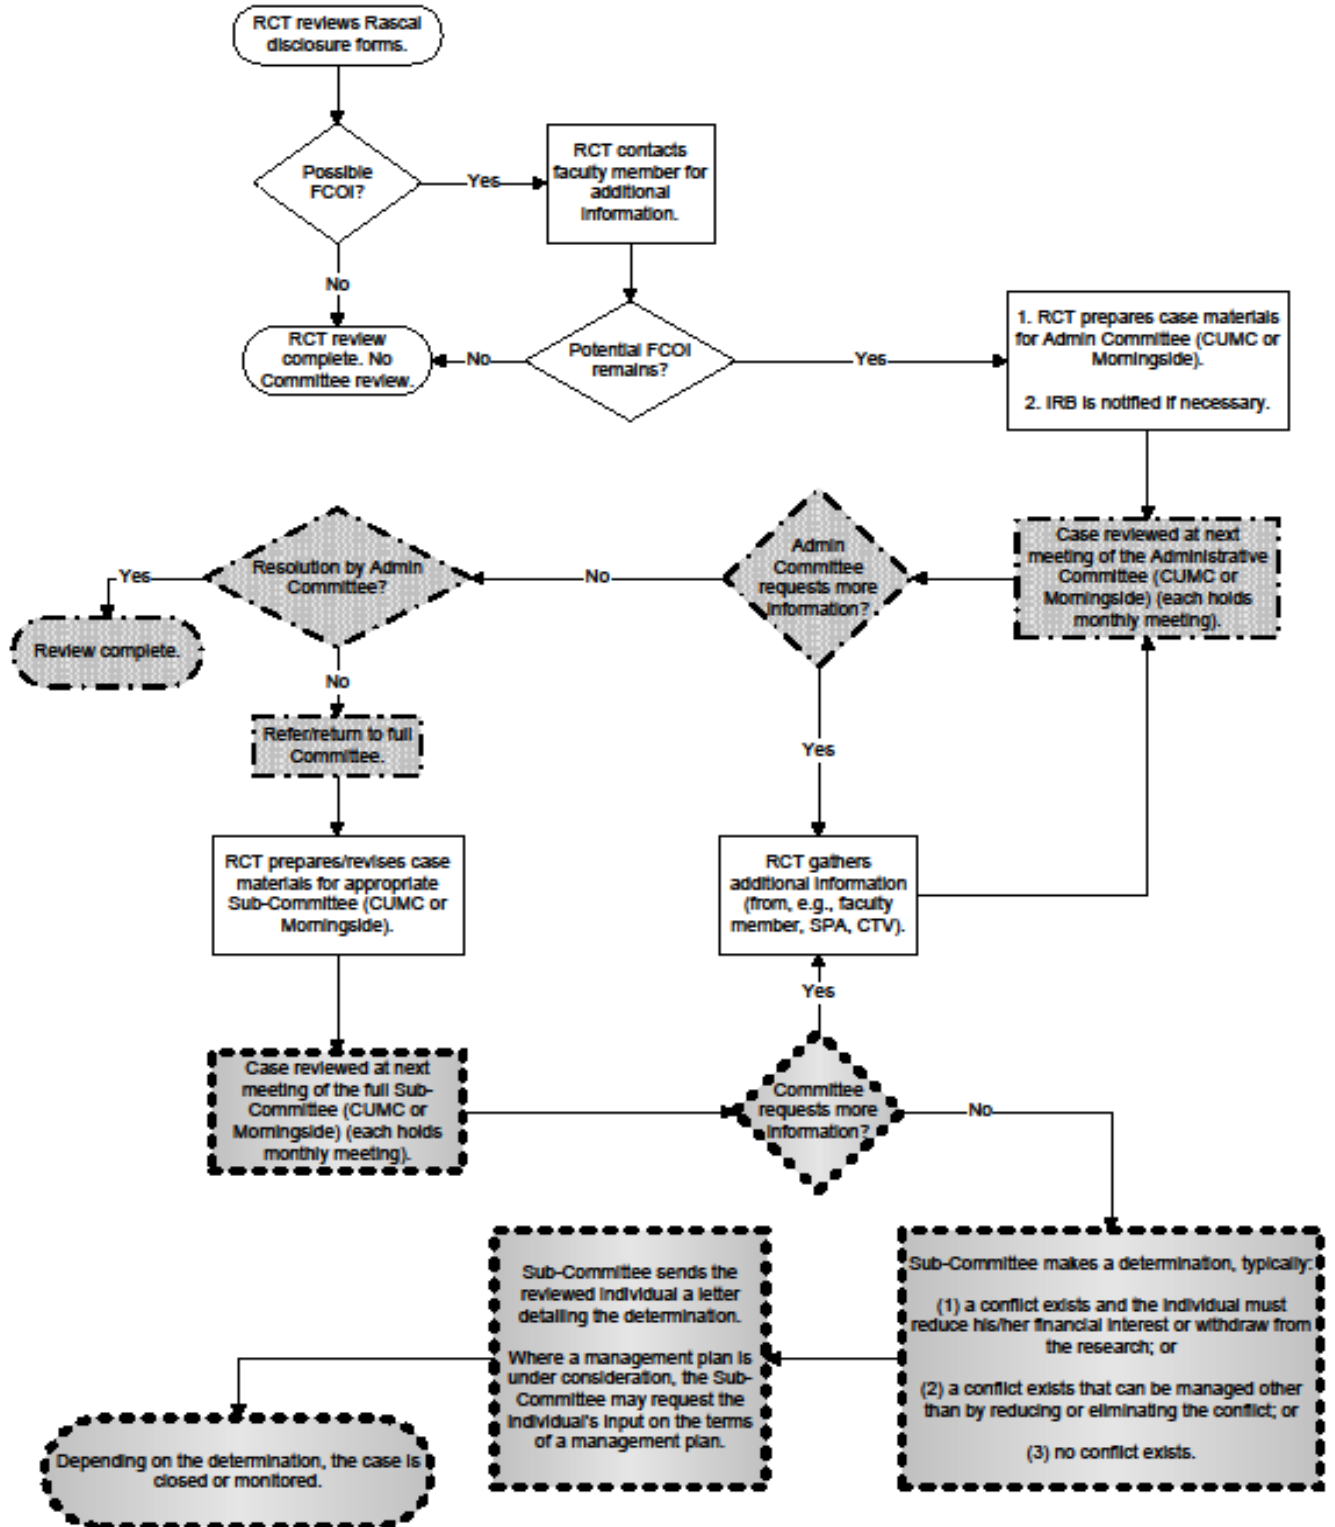 RCT reviews Rascal
disclosure forms.
Possible
FCOI?
Yes
RCT contacts
faculty member for
additional
information.
No
RCT review
complete. No
Committee review.
No
Potential FCOI
remains?
Yes
1. RCT prepares case materials
for Admin Committee (CUMC or
Morningside).
2. IRB is notified if necessary.
Case reviewed at next
meeting of the Administrative
Committee (CUMC or
Morningside) (each holds
monthly meeting).
Admin
Committee
requests more
information?
No
Resolution by Admin
Committee?
Yes
Review complete.
No
Refer/return to full
Committee.
Yes
RCT prepares/revises case
materials for appropriate
Sub-Committee (CUMC or
Morningside).
RCT gathers
additional information
(from, e.g., faculty
member, SPA, CTV).
Yes
Case reviewed at next
meeting of the full Sub-
Committee (CUMC or
Morningside) (each holds
monthly meeting).
Committee
requests more
information?
No
Sub-Committee makes a determination, typically:
(1) a conflict exists and the individual must
reduce his/her financial interest or withdraw from
the research; or
(2) a conflict exists that can be managed other
than by reducing or eliminating the conflict; or
(3) no conflict exists.
Sub-Committee sends the
reviewed individual a letter
detailing the determination.
Where a management plan is
under consideration, the Sub-
Committee may request the
individual's input on the terms
of a management plan.
Depending on the determination, the case is
closed or monitored.